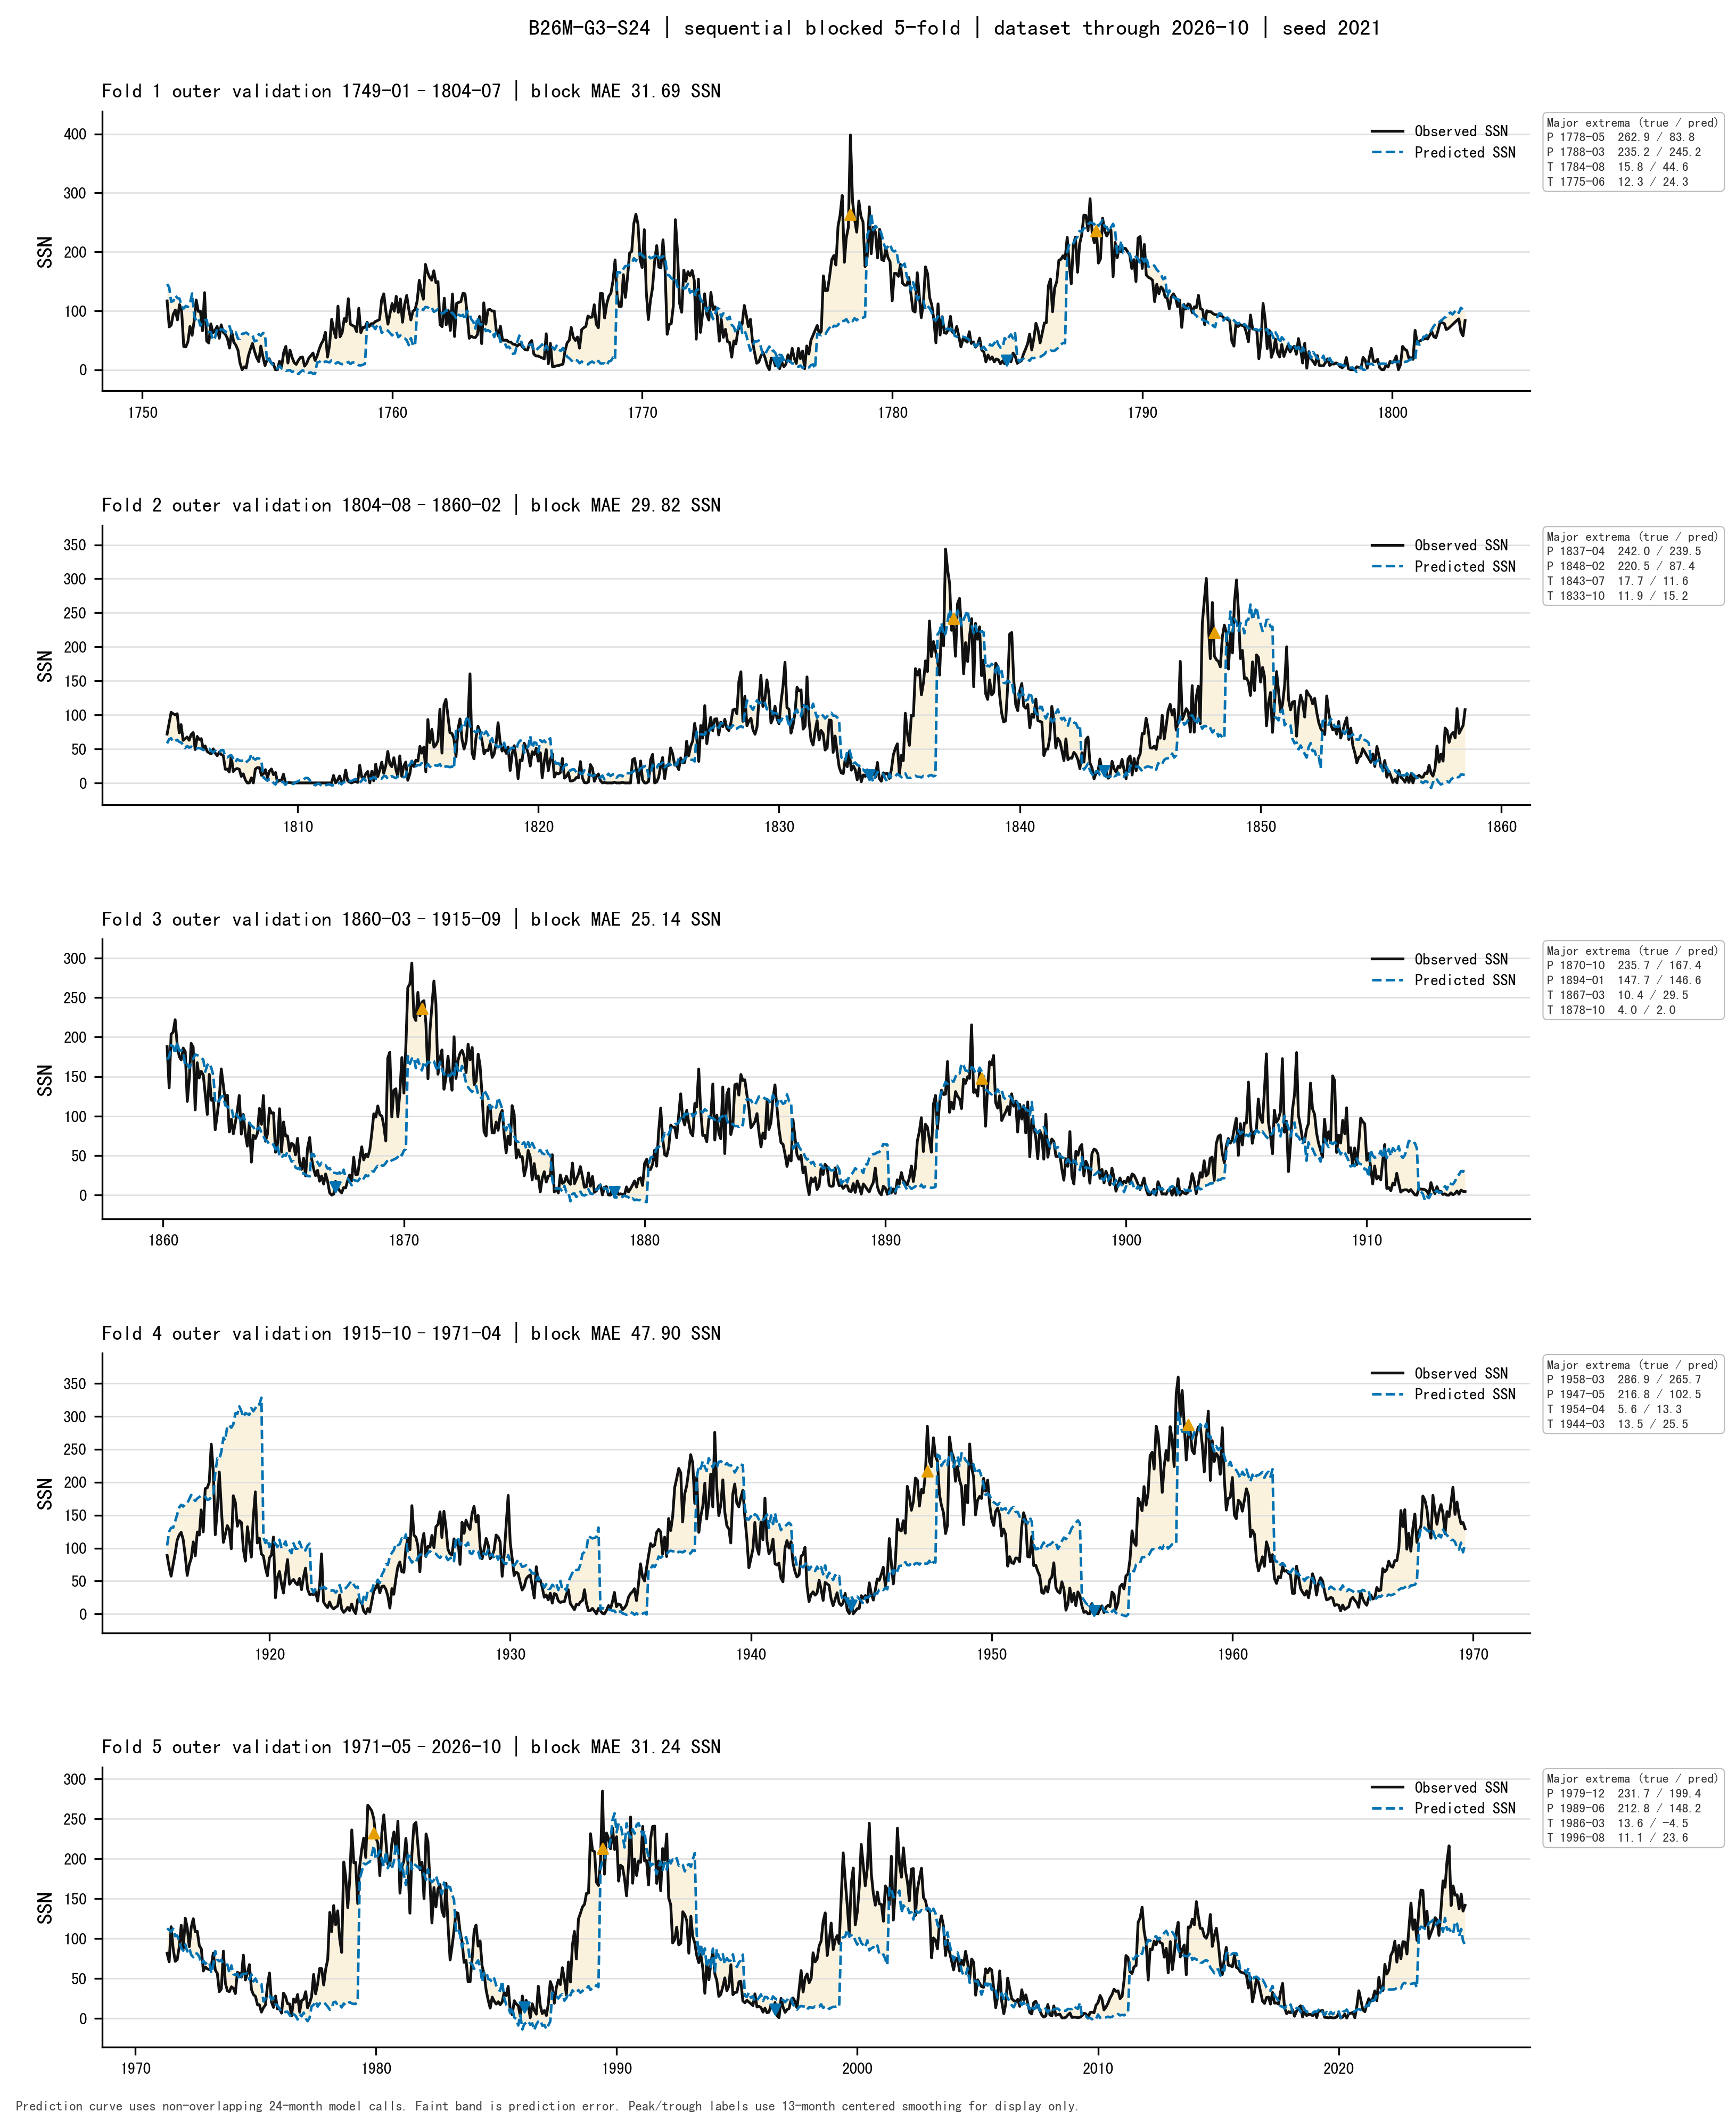 B26M-G3-S24 | sequential blocked 5-fold | dataset through 2026-10 | seed 2021
Fold 1 outer validation 1749-01–1804-07 | block MAE 31.69 SSN
SSN
400
300
200
100
0
1750 1760 1770 1780 1790 1800
Observed SSN
Predicted SSN
Major extrema (true / pred)
P 1778-05 262.9 / 83.8
P 1788-03 235.2 / 245.2
T 1784-08 15.8 / 44.6
T 1775-06 12.3 / 24.3
Fold 2 outer validation 1804-08–1860-02 | block MAE 29.82 SSN
SSN
350
300
250
200
150
100
50
0
1810 1820 1830 1840 1850 1860
Observed SSN
Predicted SSN
Major extrema (true / pred)
P 1837-04 242.0 / 239.5
P 1848-02 220.5 / 87.4
T 1843-07 17.7 / 11.6
T 1833-10 11.9 / 15.2
Fold 3 outer validation 1860-03–1915-09 | block MAE 25.14 SSN
SSN
300
250
200
150
100
50
0
1860 1870 1880 1890 1900 1910
Observed SSN
Predicted SSN
Major extrema (true / pred)
P 1870-10 235.7 / 167.4
P 1894-01 147.7 / 146.6
T 1867-03 10.4 / 29.5
T 1878-10 4.0 / 2.0
Fold 4 outer validation 1915-10–1971-04 | block MAE 47.90 SSN
SSN
350
300
250
200
150
100
50
0
1920 1930 1940 1950 1960 1970
Observed SSN
Predicted SSN
Major extrema (true / pred)
P 1958-03 286.9 / 265.7
P 1947-05 216.8 / 102.5
T 1954-04 5.6 / 13.3
T 1944-03 13.5 / 25.5
Fold 5 outer validation 1971-05–2026-10 | block MAE 31.24 SSN
SSN
300
250
200
150
100
50
0
1970 1980 1990 2000 2010 2020
Observed SSN
Predicted SSN
Major extrema (true / pred)
P 1979-12 231.7 / 199.4
P 1989-06 212.8 / 148.2
T 1986-03 13.6 / -4.5
T 1996-08 11.1 / 23.6
Prediction curve uses non-overlapping 24-month model calls. Faint band is prediction error. Peak/trough labels use 13-month centered smoothing for display only.